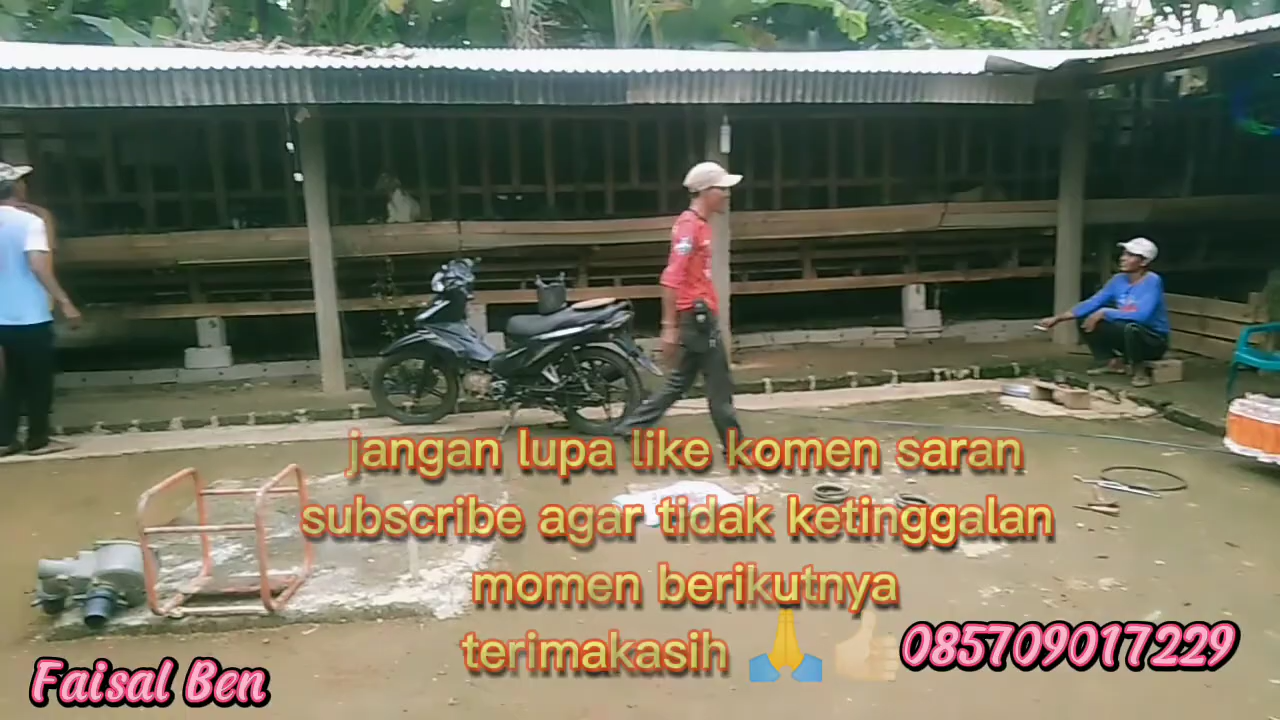 jangan lupa like komen saran
subscribe agar tidak ketinggalan
momen berikutnya
terimakasih 🙏👍
085709017229
Faisal Ben